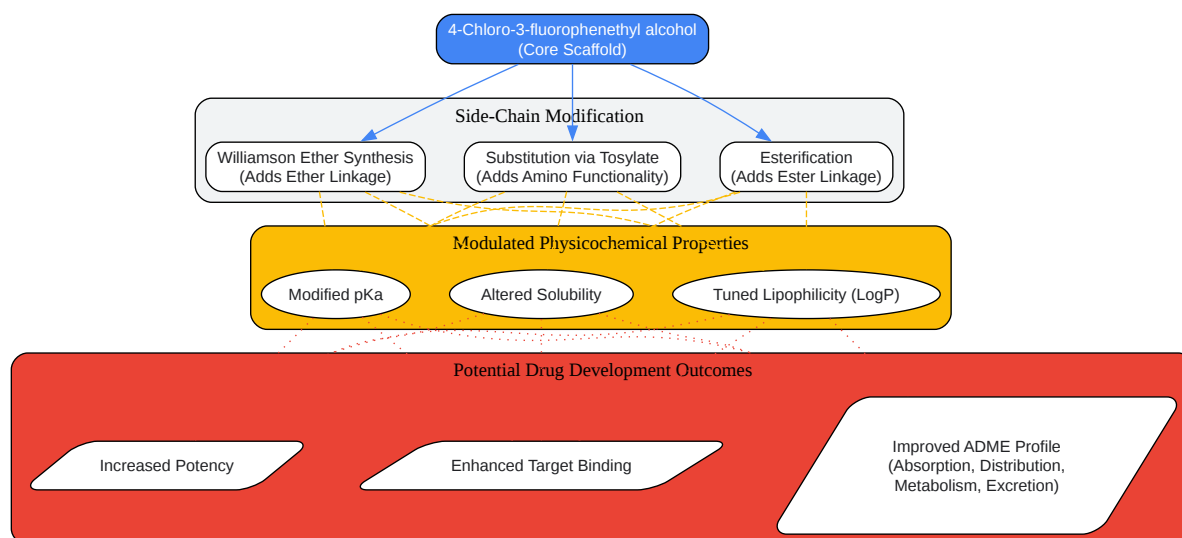 4-Chloro-3-fluorophenethyl alcohol
(Core Scaffold)
Side-Chain Modification
Williamson Ether Synthesis
(Adds Ether Linkage)
Substitution via Tosylate
(Adds Amino Functionality)
Esterification
(Adds Ester Linkage)
Modulated Physicochemical Properties
Modified pKa
Altered Solubility
Tuned Lipophilicity (LogP)
Potential Drug Development Outcomes
Increased Potency
Enhanced Target Binding
Improved ADME Profile
(Absorption, Distribution,
Metabolism, Excretion)